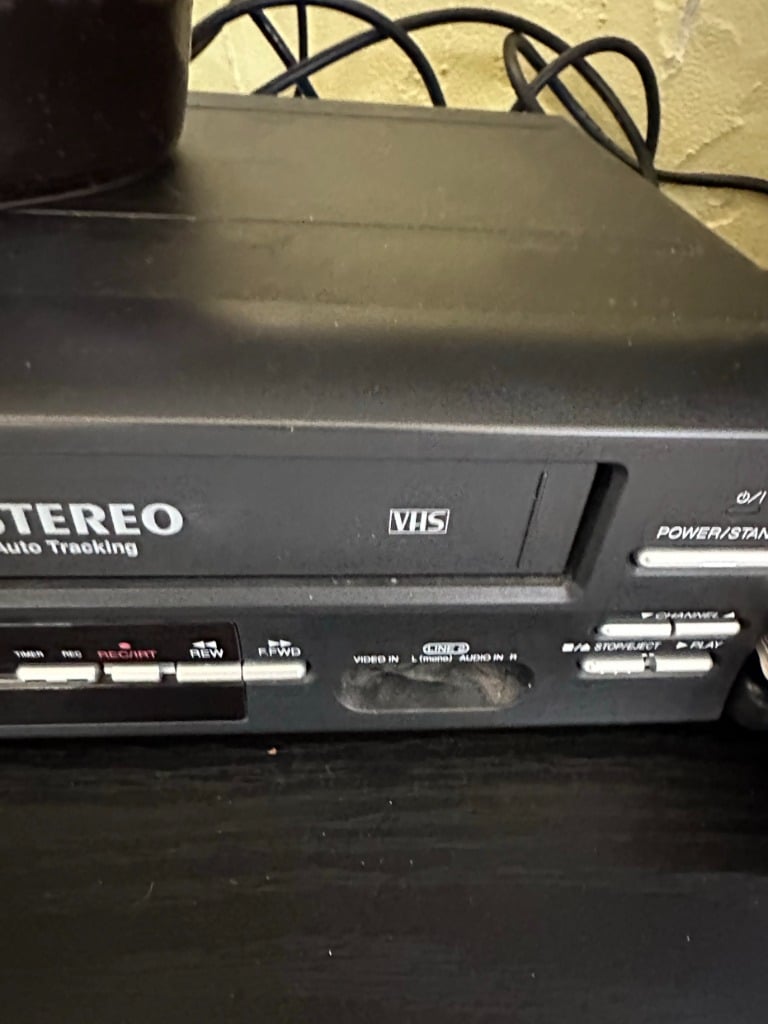 STEREO
Auto Tracking
VHS
⏻/I
POWER/STAN
▼ CHANNEL ▲
■/⏏ STOP/EJECT ▶ PLAY
TIMER REC
REC/IRT
◀◀
REW
▶▶
F.FWD
LINE 2
VIDEO IN L (mono) AUDIO IN R